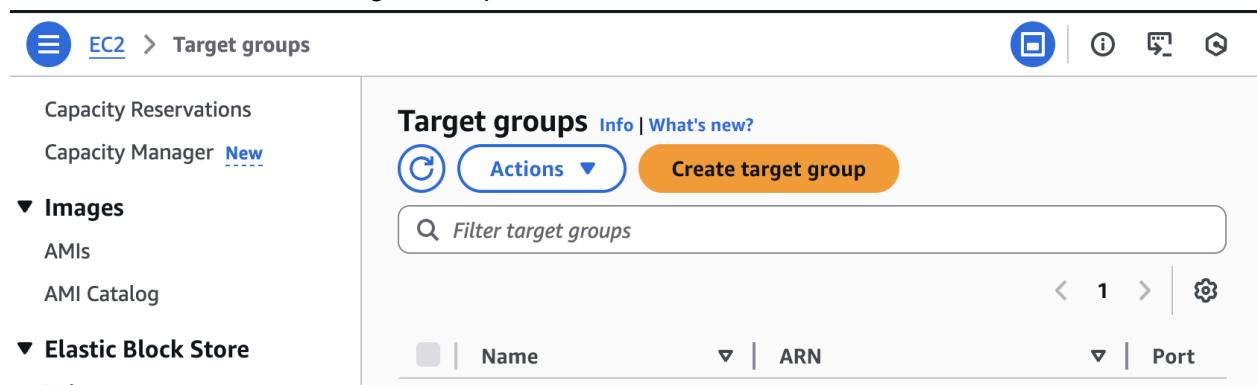 EC2 > Target groups
Capacity Reservations
Capacity Manager New
Images
AMIs
AMI Catalog
Elastic Block Store
Target groups Info | What's new?
Actions Create target group
Filter target groups
1
Name ARN Port